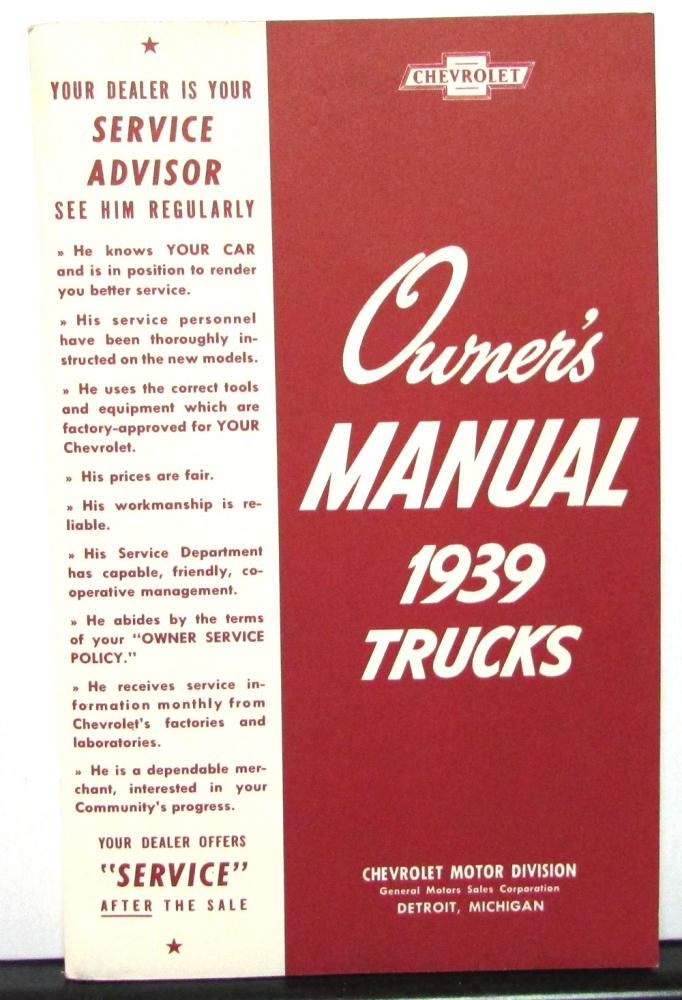 YOUR DEALER IS YOUR
SERVICE
ADVISOR
SEE HIM REGULARLY
» He knows YOUR CAR
and is in position to render
you better service.
» His service personnel
have been thoroughly in-
structed on the new models.
» He uses the correct tools
and equipment which are
factory-approved for YOUR
Chevrolet.
» His prices are fair.
» His workmanship is re-
liable.
» His Service Department
has capable, friendly, co-
operative management.
» He abides by the terms
of your "OWNER SERVICE
POLICY."
» He receives service in-
formation monthly from
Chevrolet's factories and
laboratories.
» He is a dependable mer-
chant, interested in your
Community's progress.
YOUR DEALER OFFERS
"SERVICE"
AFTER THE SALE
CHEVROLET
Owner's
MANUAL
1939
TRUCKS
CHEVROLET MOTOR DIVISION
General Motors Sales Corporation
DETROIT, MICHIGAN